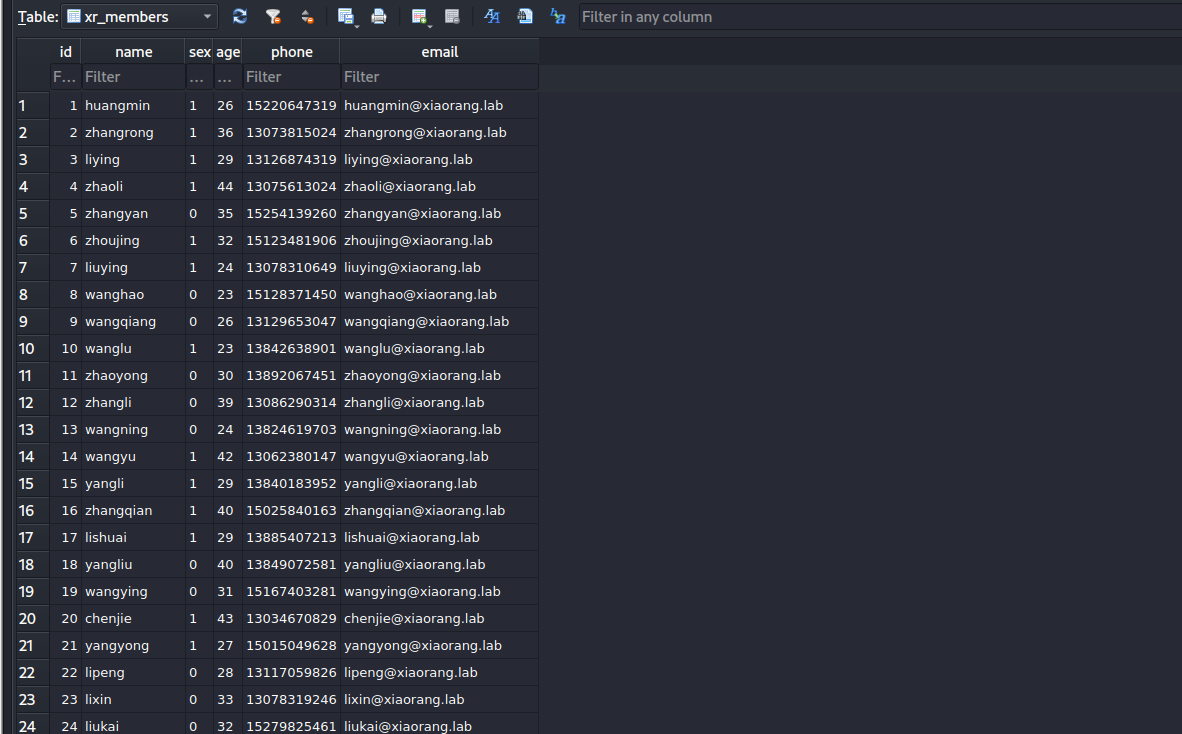 Table: xr_members Filter in any column
id name sex age phone email
F... Filter ... ... Filter Filter
1 1 huangmin 1 26 15220647319 huangmin@xiaorang.lab
2 2 zhangrong 1 36 13073815024 zhangrong@xiaorang.lab
3 3 liying 1 29 13126874319 liying@xiaorang.lab
4 4 zhaoli 1 44 13075613024 zhaoli@xiaorang.lab
5 5 zhangyan 0 35 15254139260 zhangyan@xiaorang.lab
6 6 zhoujing 1 32 15123481906 zhoujing@xiaorang.lab
7 7 liuying 1 24 13078310649 liuying@xiaorang.lab
8 8 wanghao 0 23 15128371450 wanghao@xiaorang.lab
9 9 wangqiang 0 26 13129653047 wangqiang@xiaorang.lab
10 10 wanglu 1 23 13842638901 wanglu@xiaorang.lab
11 11 zhaoyong 0 30 13892067451 zhaoyong@xiaorang.lab
12 12 zhangli 0 39 13086290314 zhangli@xiaorang.lab
13 13 wangning 0 24 13824619703 wangning@xiaorang.lab
14 14 wangyu 1 42 13062380147 wangyu@xiaorang.lab
15 15 yangli 1 29 13840183952 yangli@xiaorang.lab
16 16 zhangqian 1 40 15025840163 zhangqian@xiaorang.lab
17 17 lishuai 1 29 13885407213 lishuai@xiaorang.lab
18 18 yangliu 0 40 13849072581 yangliu@xiaorang.lab
19 19 wangying 0 31 15167403281 wangying@xiaorang.lab
20 20 chenjie 1 43 13034670829 chenjie@xiaorang.lab
21 21 yangyong 1 27 15015049628 yangyong@xiaorang.lab
22 22 lipeng 0 28 13117059826 lipeng@xiaorang.lab
23 23 lixin 0 33 13078319246 lixin@xiaorang.lab
24 24 liukai 0 32 15279825461 liukai@xiaorang.lab